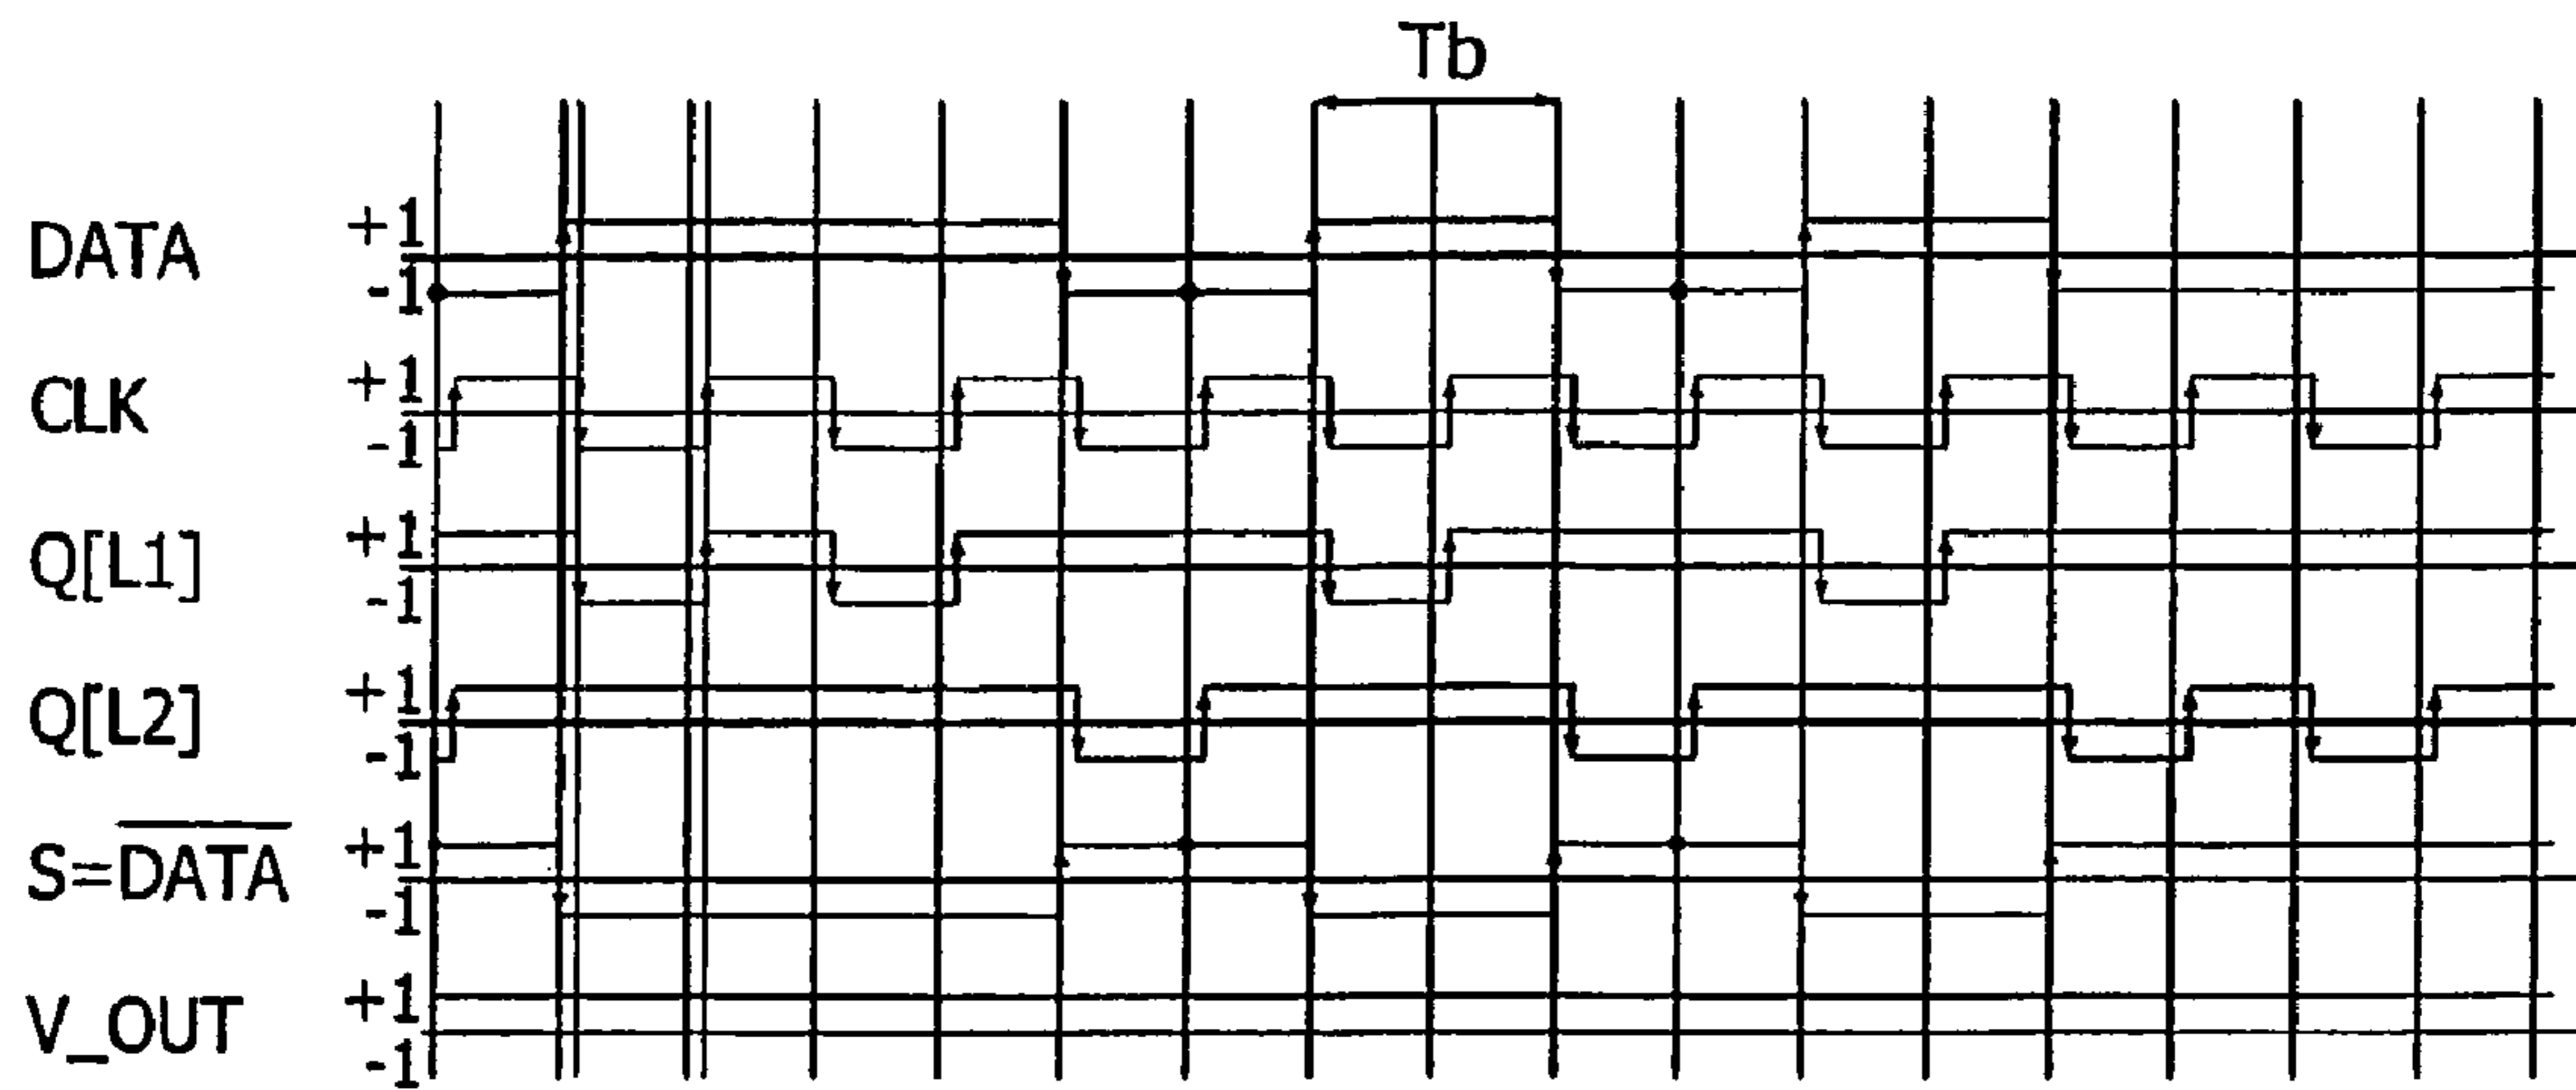 Tb
DATA +1
-1
CLK +1
-1
Q[L1] +1
-1
Q[L2] +1
-1
S=\overline{DATA} +1
-1
V_OUT +1
-1